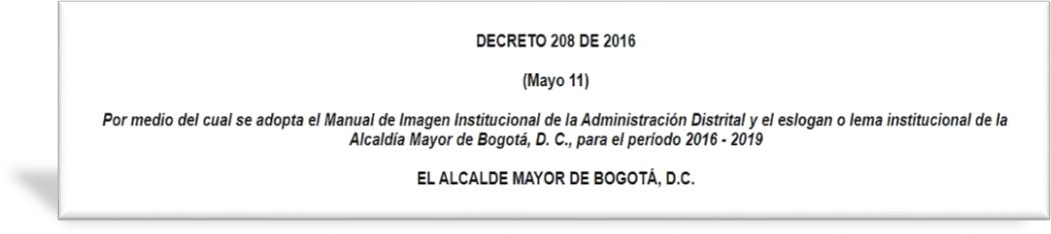 DECRETO 208 DE 2016
(Mayo 11)
Por medio del cual se adopta el Manual de Imagen Institucional de la Administración Distrital y el eslogan o lema institucional de la
Alcaldía Mayor de Bogotá, D. C., para el período 2016 - 2019
EL ALCALDE MAYOR DE BOGOTÁ, D.C.